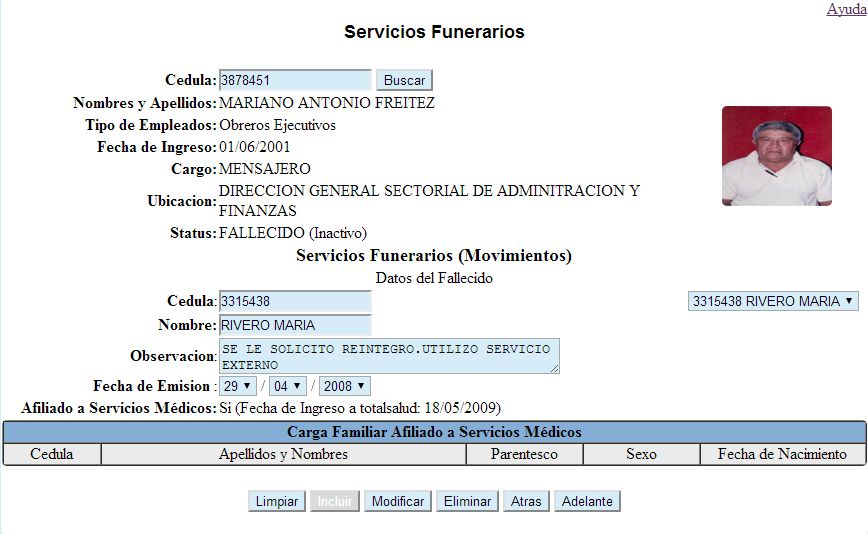 Ayuda
Servicios Funerarios
Cedula: 3878451 Buscar
Nombres y Apellidos: MARIANO ANTONIO FREITEZ
Tipo de Empleados: Obreros Ejecutivos
Fecha de Ingreso: 01/06/2001
Cargo: MENSAJERO
Ubicacion: DIRECCION GENERAL SECTORIAL DE ADMINITRACION Y
FINANZAS
Status: FALLECIDO (Inactivo)
Servicios Funerarios (Movimientos)
Datos del Fallecido
Cedula: 3315438 3315438 RIVERO MARIA
Nombre: RIVERO MARIA
Observacion: SE LE SOLICITO REINTEGRO.UTILIZO SERVICIO
EXTERNO
Fecha de Emision : 29 / 04 / 2008
Afiliado a Servicios Médicos: Si (Fecha de Ingreso a totalsalud: 18/05/2009)
Carga Familiar Afiliado a Servicios Médicos
Cedula Apellidos y Nombres Parentesco Sexo Fecha de Nacimiento
Limpiar Incluir Modificar Eliminar Atras Adelante